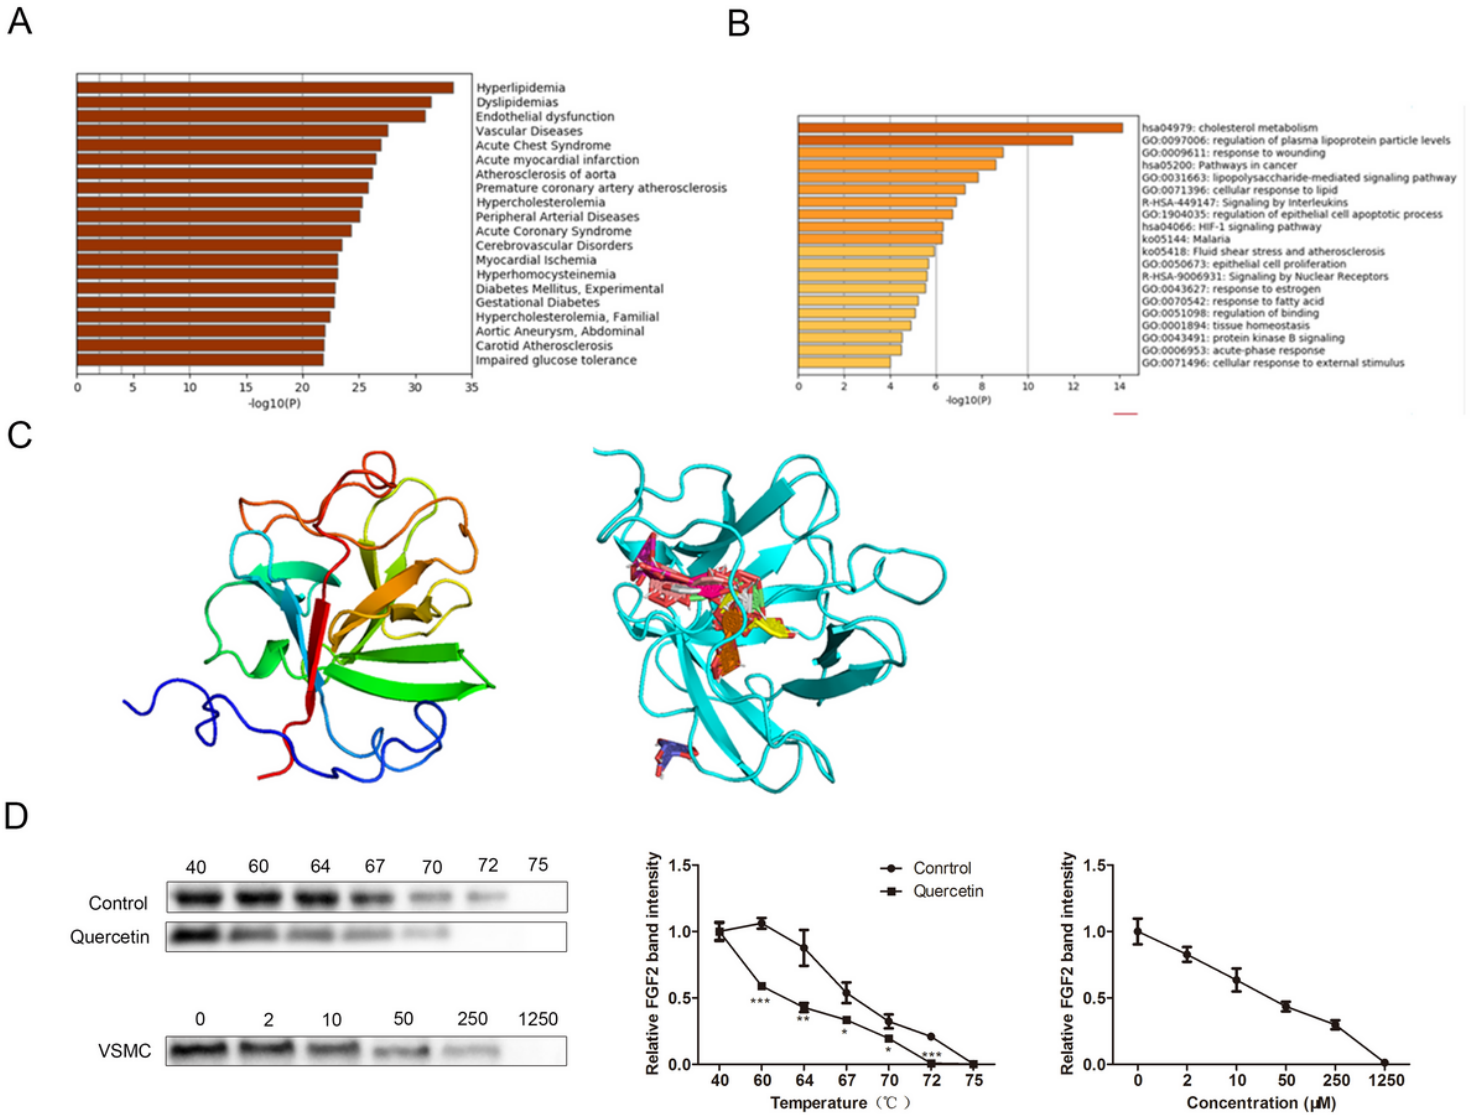 A
B
Hyperlipidemia
Dyslipidemias
Endothelial dysfunction
Vascular Diseases
Acute Chest Syndrome
Acute myocardial infarction
Atherosclerosis of aorta
Premature coronary artery atherosclerosis
Hypercholesterolemia
Peripheral Arterial Diseases
Acute Coronary Syndrome
Cerebrovascular Disorders
Myocardial Ischemia
Hyperhomocysteinemia
Diabetes Mellitus, Experimental
Gestational Diabetes
Hypercholesterolemia, Familial
Aortic Aneurysm, Abdominal
Carotid Atherosclerosis
Impaired glucose tolerance
0 5 10 15 20 25 30 35
-log10(P)
hsa04979: cholesterol metabolism
GO:0097006: regulation of plasma lipoprotein particle levels
GO:0009611: response to wounding
hsa05200: Pathways in cancer
GO:0031663: lipopolysaccharide-mediated signaling pathway
GO:0071396: cellular response to lipid
R-HSA-449147: Signaling by Interleukins
GO:1904035: regulation of epithelial cell apoptotic process
hsa04066: HIF-1 signaling pathway
ko05144: Malaria
ko05418: Fluid shear stress and atherosclerosis
GO:0050673: epithelial cell proliferation
R-HSA-9006931: Signaling by Nuclear Receptors
GO:0043627: response to estrogen
GO:0070542: response to fatty acid
GO:0051098: regulation of binding
GO:0001894: tissue homeostasis
GO:0043491: protein kinase B signaling
GO:0006953: acute-phase response
GO:0071496: cellular response to external stimulus
0 2 4 6 8 10 12 14
-log10(P)
C
D
40 60 64 67 70 72 75
Control
Quercetin
0 2 10 50 250 1250
VSMC
Relative FGF2 band intensity
1.5
1.0
0.5
0.0
Conrtrol
Quercetin
***
**
*
*
***
40 60 64 67 70 72 75
Temperature (℃)
Relative FGF2 band intensity
1.5
1.0
0.5
0.0
0 2 10 50 250 1250
Concentration (μM)